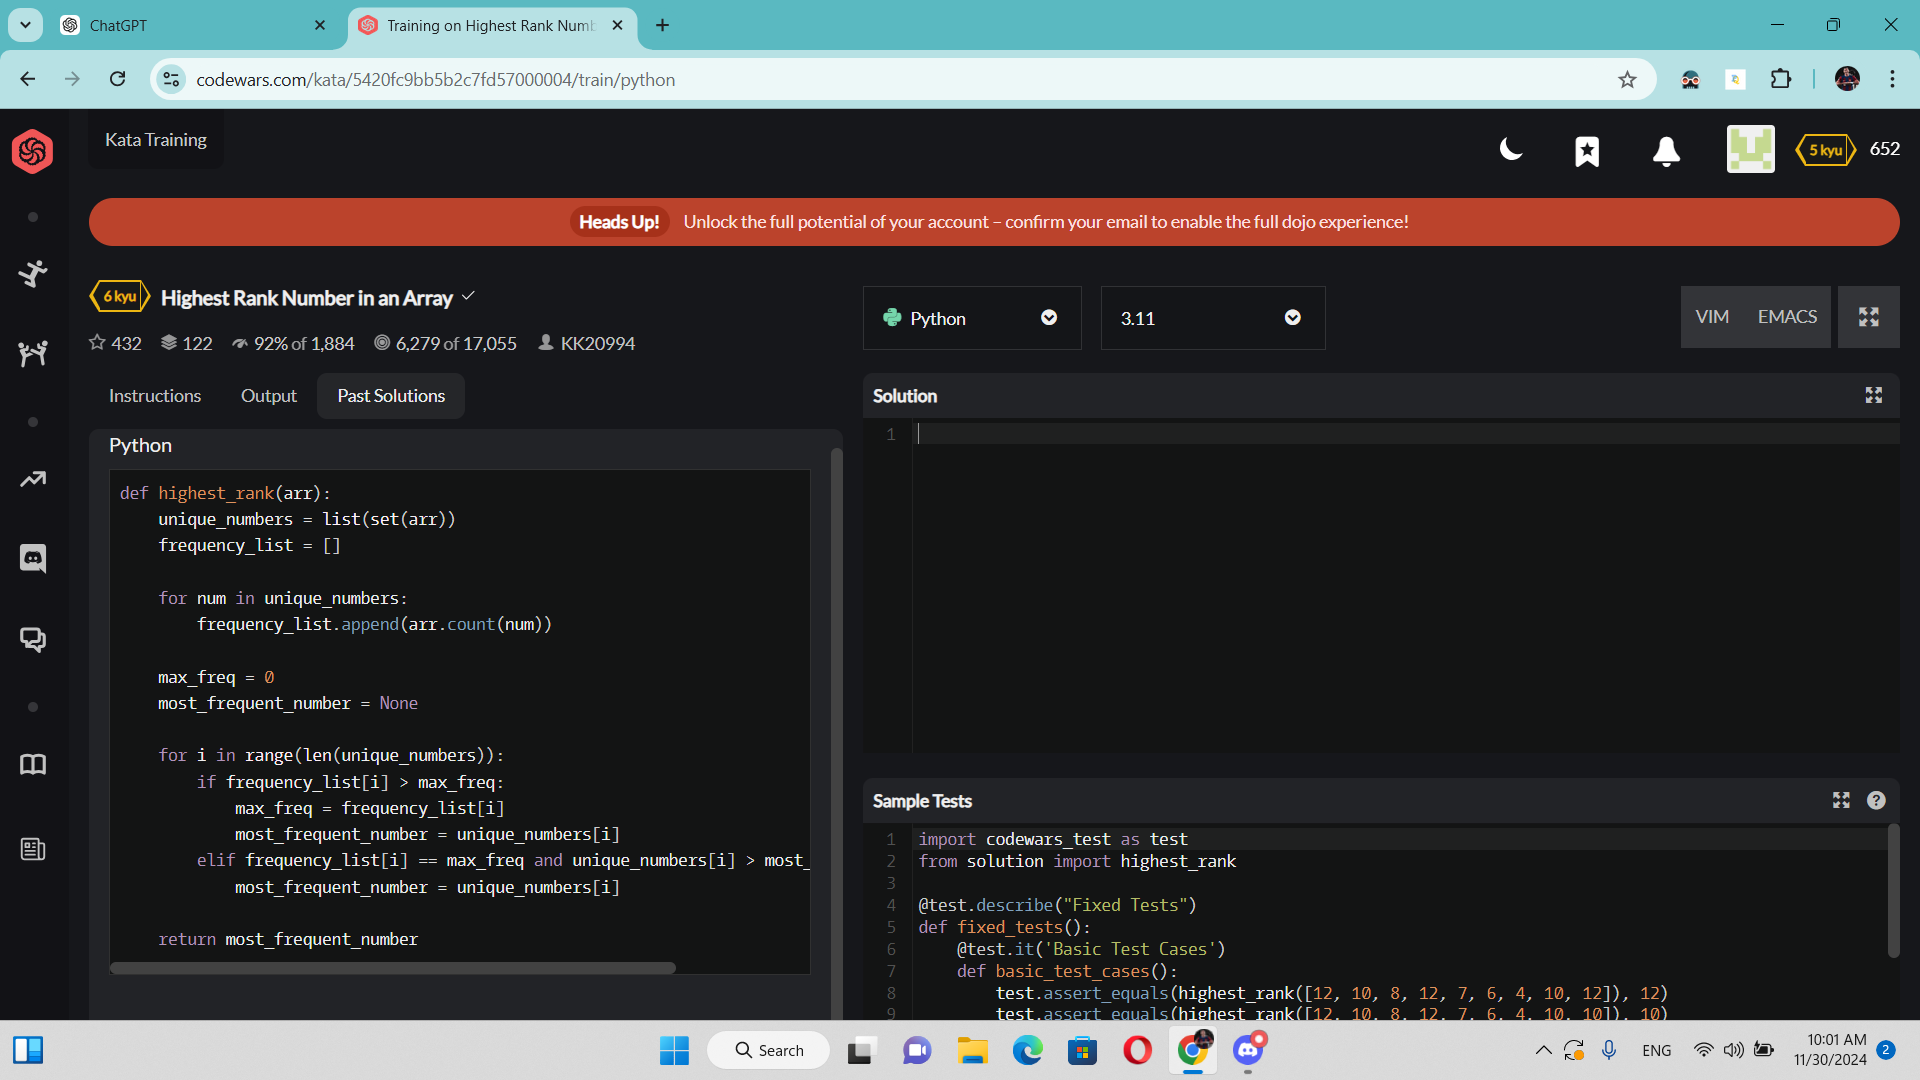 ChatGPT
Training on Highest Rank Numb
codewars.com/kata/5420fc9bb5b2c7fd57000004/train/python
Kata Training
5 kyu
652
Heads Up! Unlock the full potential of your account – confirm your email to enable the full dojo experience!
6 kyu Highest Rank Number in an Array
432 122 92% of 1,884 6,279 of 17,055 KK20994
Python
3.11
VIM EMACS
Instructions Output Past Solutions
Python
def highest_rank(arr):
    unique_numbers = list(set(arr))
    frequency_list = []
    for num in unique_numbers:
        frequency_list.append(arr.count(num))
    max_freq = 0
    most_frequent_number = None
    for i in range(len(unique_numbers)):
        if frequency_list[i] > max_freq:
            max_freq = frequency_list[i]
            most_frequent_number = unique_numbers[i]
        elif frequency_list[i] == max_freq and unique_numbers[i] > most_
            most_frequent_number = unique_numbers[i]
    return most_frequent_number
Solution
1
Sample Tests
1 import codewars_test as test
2 from solution import highest_rank
3
4 @test.describe("Fixed Tests")
5 def fixed_tests():
6     @test.it('Basic Test Cases')
7     def basic_test_cases():
8         test.assert_equals(highest_rank([12, 10, 8, 12, 7, 6, 4, 10, 12]), 12)
9         test.assert_equals(highest_rank([12, 10, 8, 12, 7, 6, 4, 10, 10]), 10)
Search
ENG
10:01 AM
11/30/2024
2